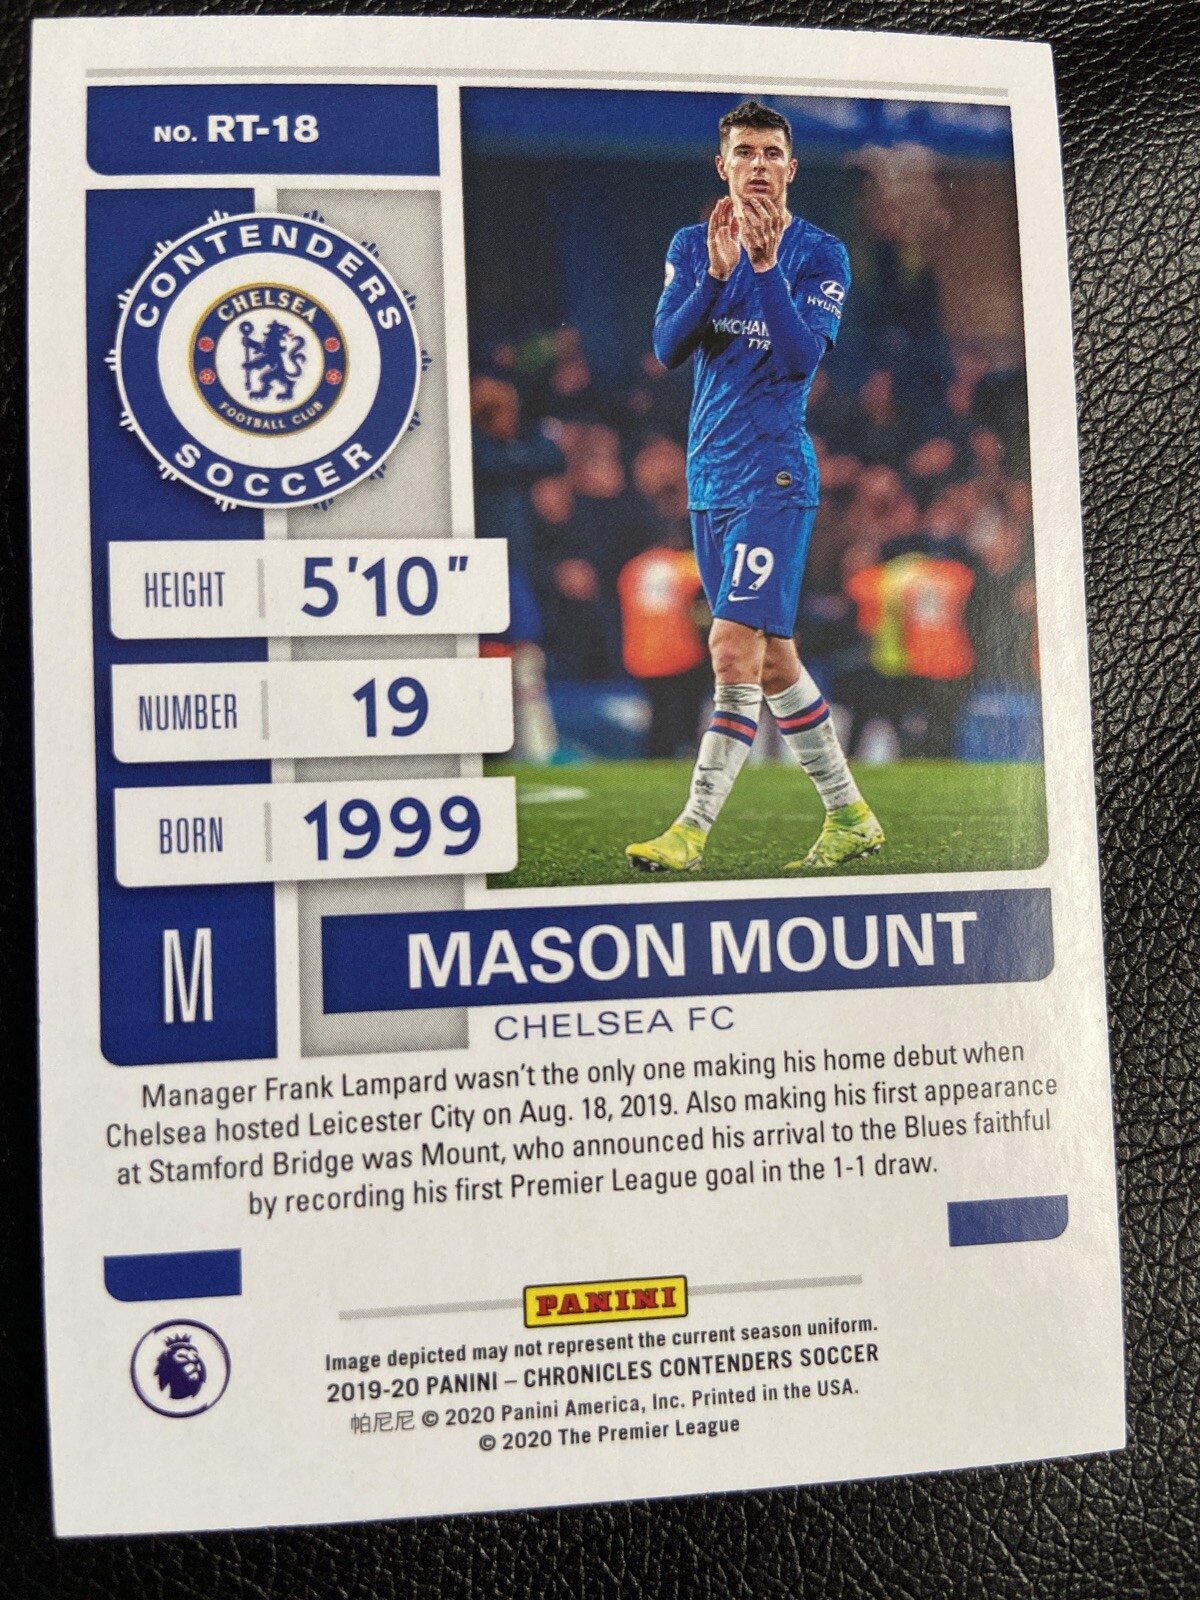 NO. RT-18
CONTENDERS
CHELSEA
FOOTBALL CLUB
SOCCER
HYUNDAI
YOKOHAMA
TYR
19
HEIGHT 5'10"
NUMBER 19
BORN 1999
M
MASON MOUNT
CHELSEA FC
Manager Frank Lampard wasn't the only one making his home debut when
Chelsea hosted Leicester City on Aug. 18, 2019. Also making his first appearance
at Stamford Bridge was Mount, who announced his arrival to the Blues faithful
by recording his first Premier League goal in the 1-1 draw.
PANINI
Image depicted may not represent the current season uniform.
2019-20 PANINI – CHRONICLES CONTENDERS SOCCER
帕尼尼 © 2020 Panini America, Inc. Printed in the USA.
© 2020 The Premier League